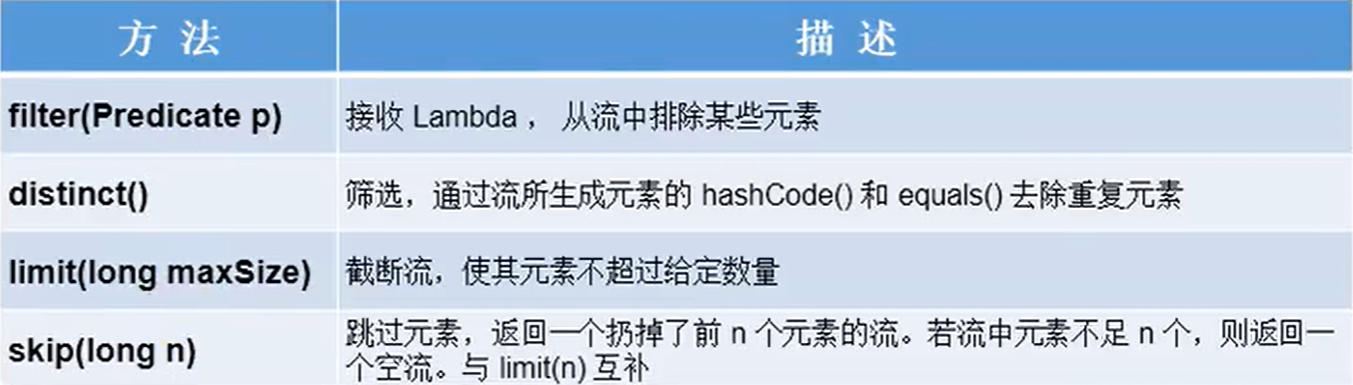 方 法
描 述
filter(Predicate p)
接收 Lambda ， 从流中排除某些元素
distinct()
筛选，通过流所生成元素的 hashCode() 和 equals() 去除重复元素
limit(long maxSize)
截断流，使其元素不超过给定数量
skip(long n)
跳过元素，返回一个扔掉了前 n 个元素的流。若流中元素不足 n 个，则返回一
个空流。与 limit(n) 互补